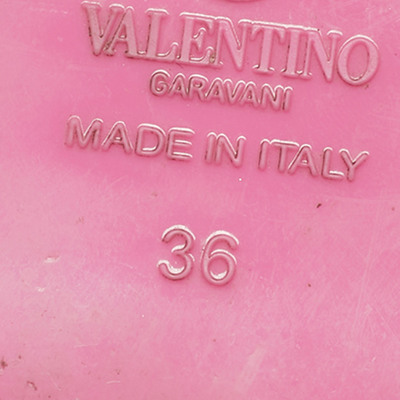 VALENTINO
GARAVANI
MADE IN ITALY
36